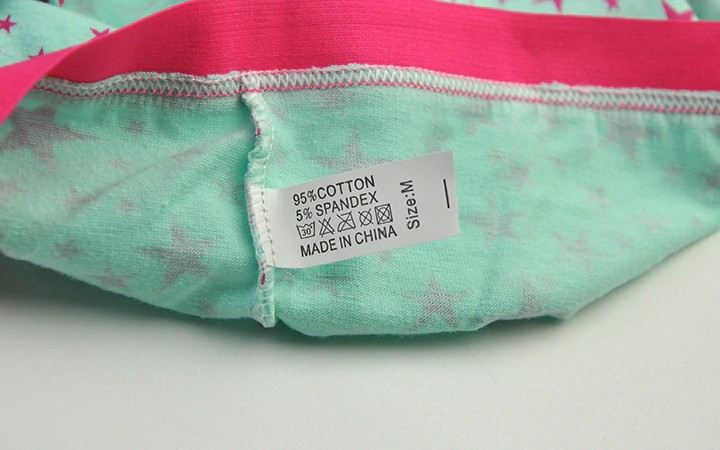 95%COTTON
5% SPANDEX
30
MADE IN CHINA
Size:M